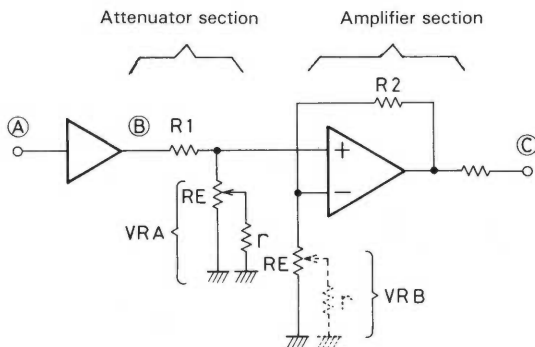 Attenuator section
Amplifier section
R2
Ⓐ
Ⓑ
R1
Ⓒ
+
−
RE
r
VRA
RE
r
VRB